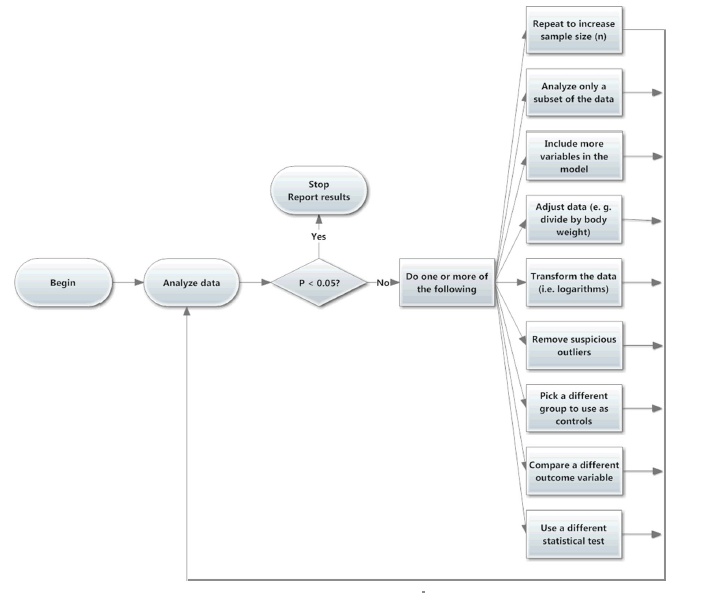 Begin
Analyze data
P < 0.05?
Yes
Stop
Report results
No
Do one or more of
the following
Repeat to increase
sample size (n)
Analyze only a
subset of the data
Include more
variables in the
model
Adjust data (e. g.
divide by body
weight)
Transform the data
(i.e. logarithms)
Remove suspicious
outliers
Pick a different
group to use as
controls
Compare a different
outcome variable
Use a different
statistical test